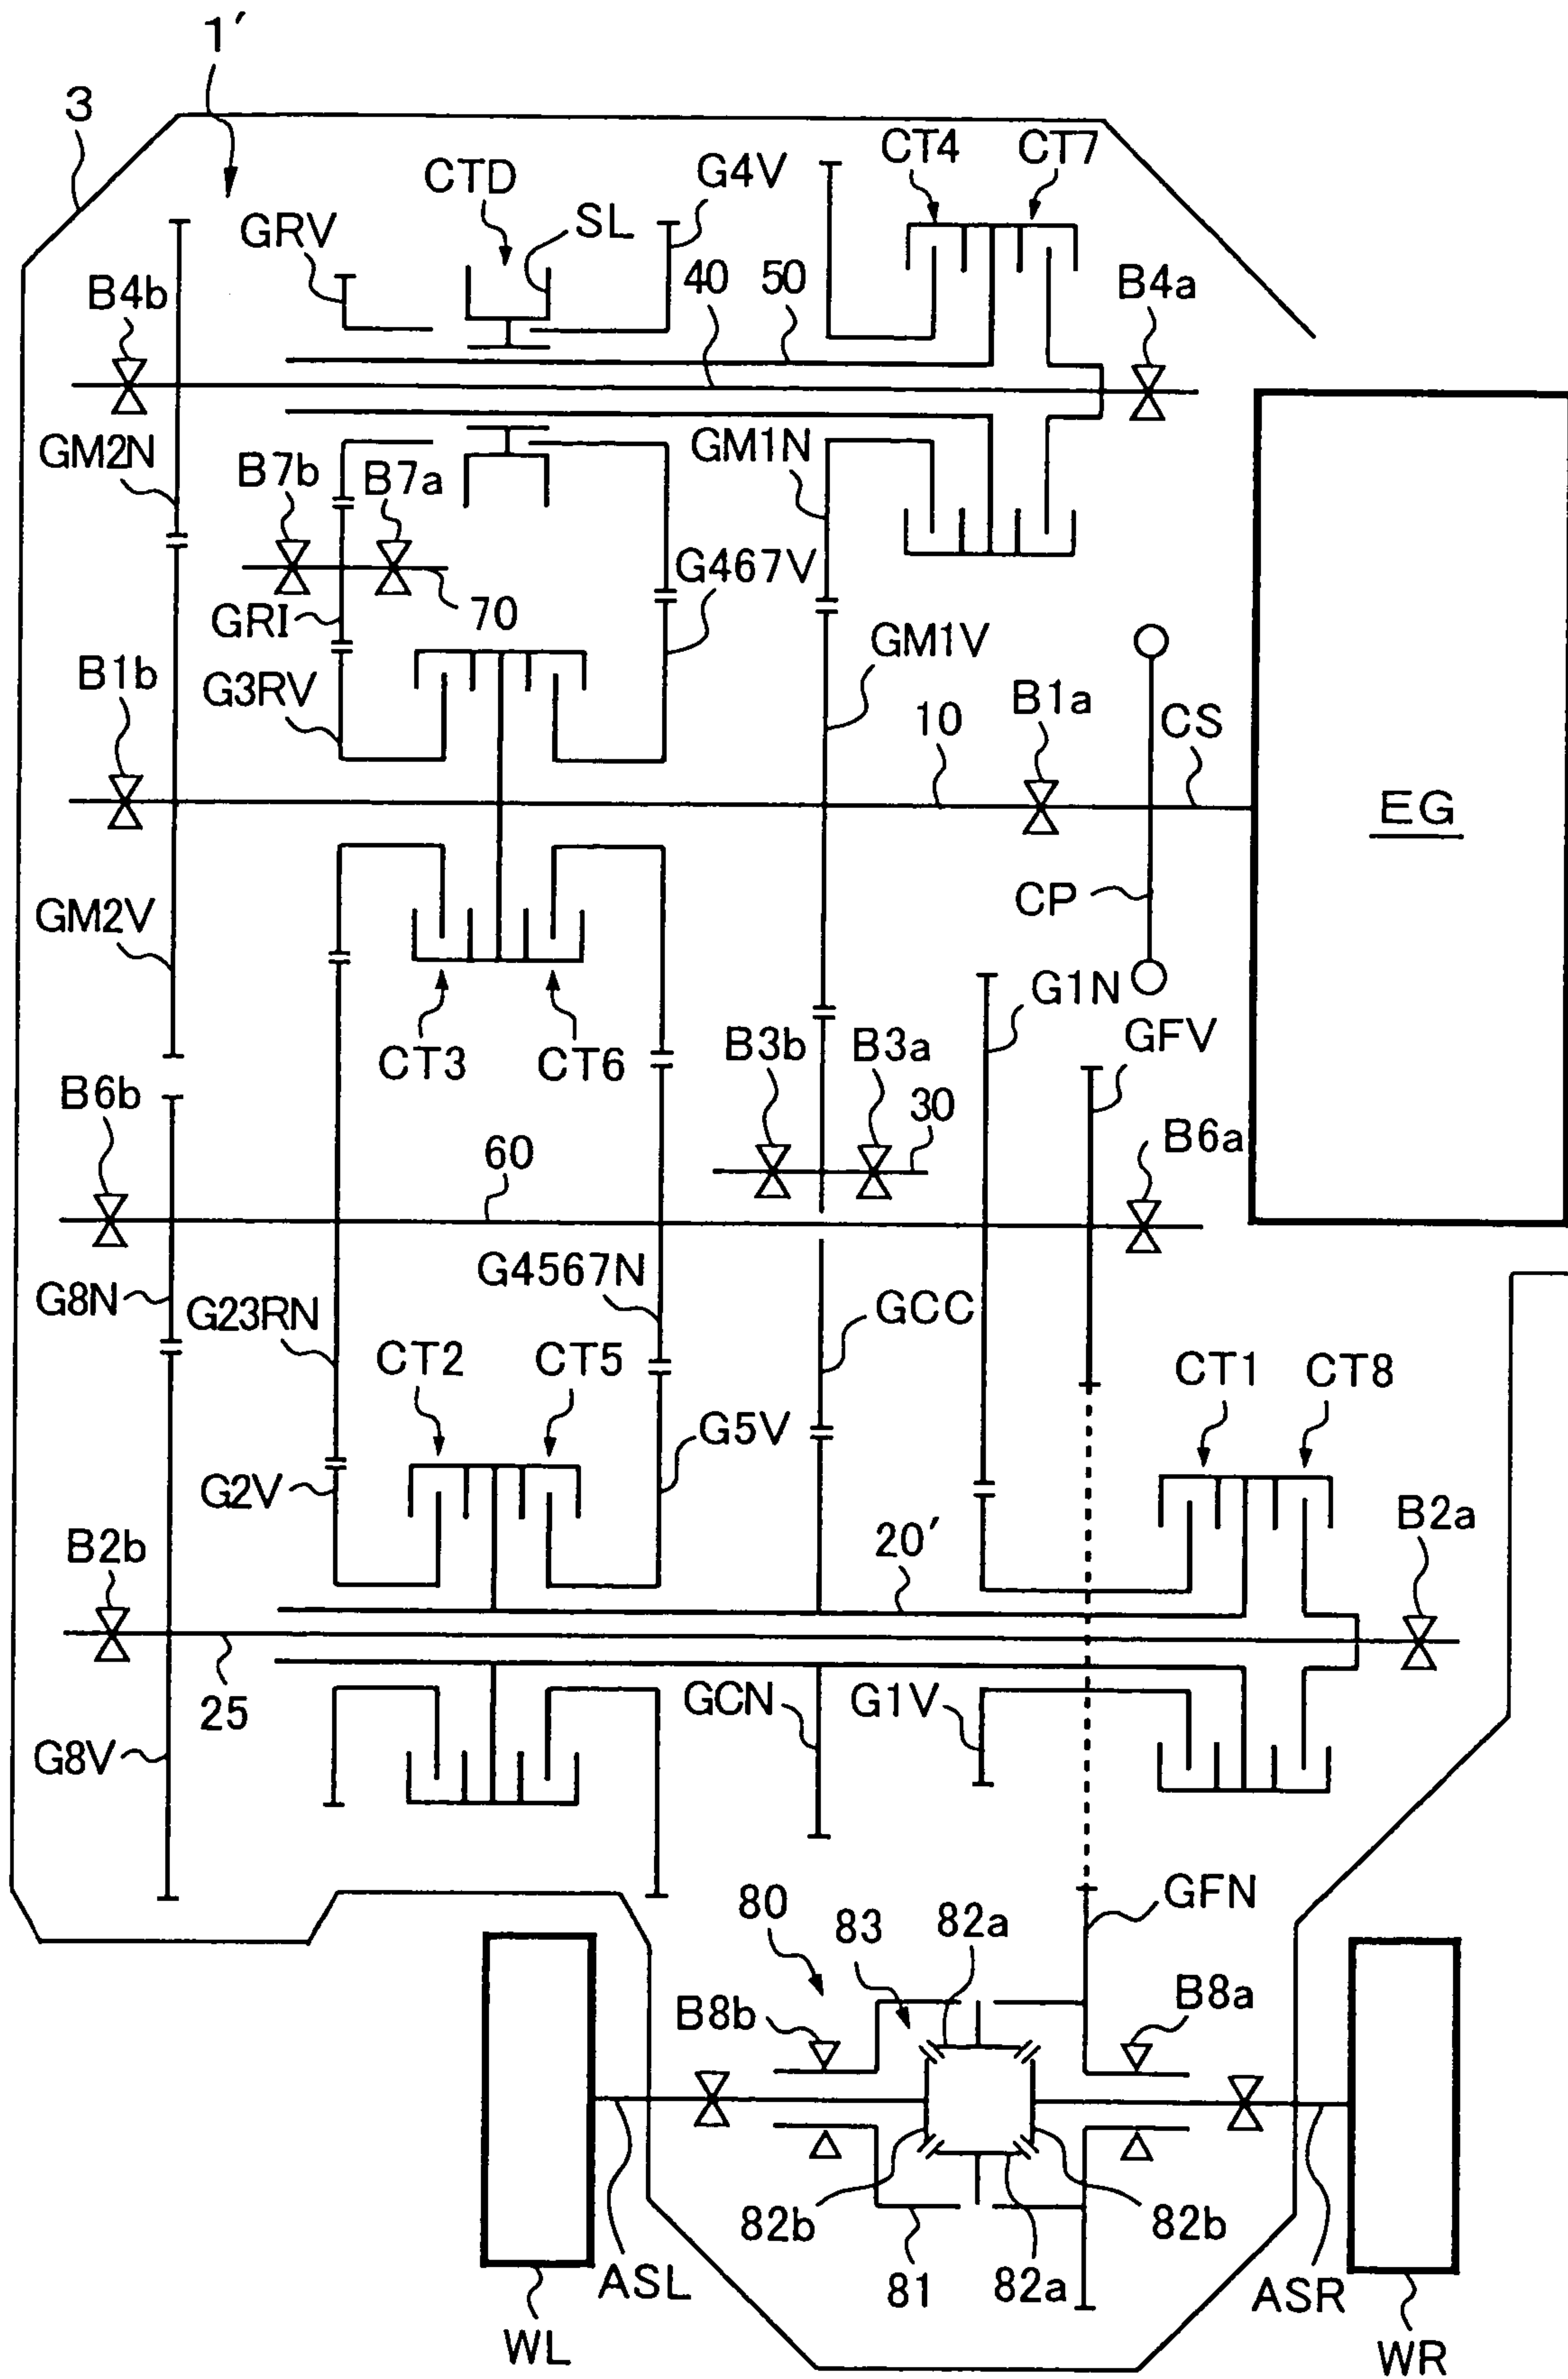 1′
3
CT4
CT7
CTD
G4V
SL
GRV
40
50
B4b
B4a
GM2N
GM1N
B7b
B7a
G467V
70
GRI
GM1V
B1b
G3RV
B1a
10
CS
EG
CP
GM2V
G1N
GFV
CT3
CT6
B3b
B3a
30
B6b
B6a
60
G4567N
G8N
G23RN
GCC
CT2
CT5
CT1
CT8
G5V
G2V
B2b
B2a
20′
25
GCN
G1V
G8V
GFN
80
83
82a
B8b
B8a
82b
82b
81
82a
ASL
ASR
WL
WR